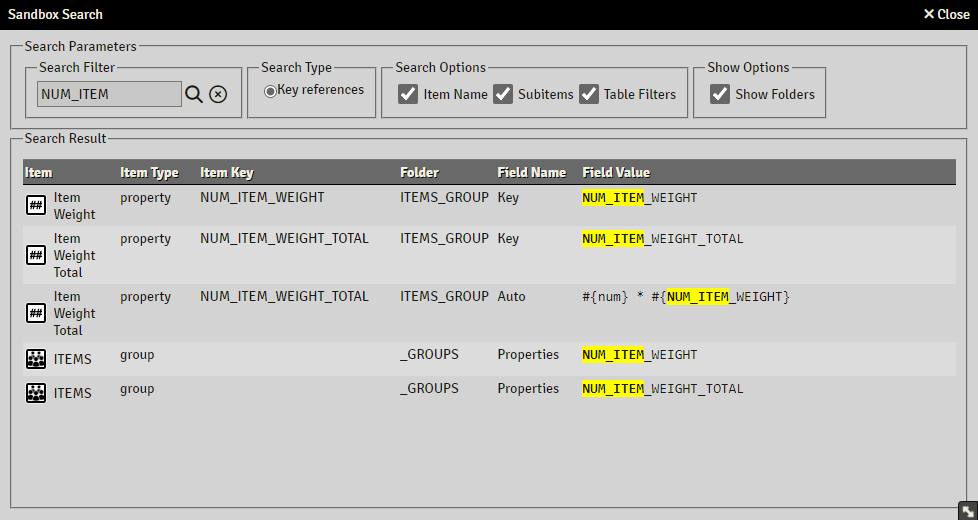 Sandbox Search
✕ Close
Search Parameters
Search Filter
NUM_ITEM
Search Type
Key references
Search Options
Item Name
Subitems
Table Filters
Show Options
Show Folders
Search Result
Item Item Type Item Key Folder Field Name Field Value
## Item Weight property NUM_ITEM_WEIGHT ITEMS_GROUP Key NUM_ITEM_WEIGHT
## Item Weight Total property NUM_ITEM_WEIGHT_TOTAL ITEMS_GROUP Key NUM_ITEM_WEIGHT_TOTAL
## Item Weight Total property NUM_ITEM_WEIGHT_TOTAL ITEMS_GROUP Auto #{num} * #{NUM_ITEM_WEIGHT}
ITEMS group _GROUPS Properties NUM_ITEM_WEIGHT
ITEMS group _GROUPS Properties NUM_ITEM_WEIGHT_TOTAL